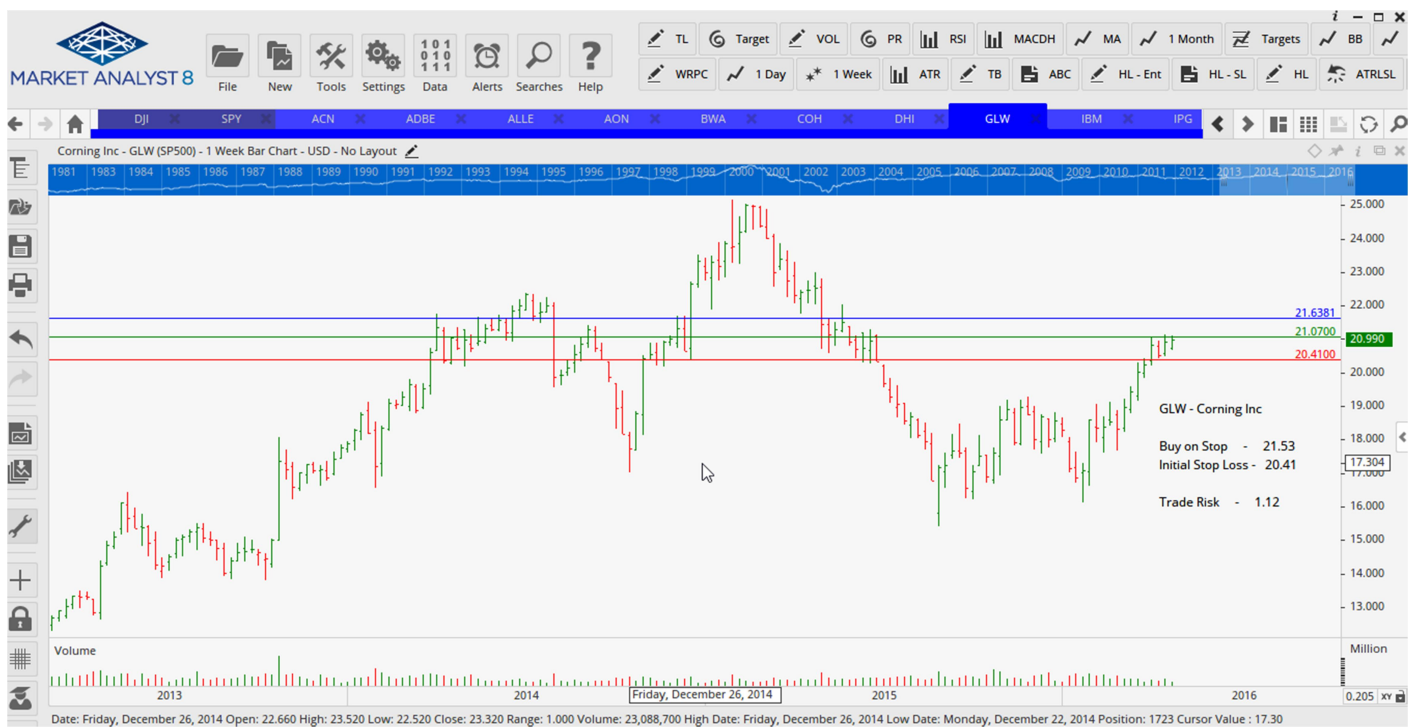 i
TL Target VOL PR RSI MACDH MA 1 Month Targets BB
MARKET ANALYST 8
File New Tools Settings Data Alerts Searches Help
WRPC 1 Day 1 Week ATR TB ABC HL - Ent HL - SL HL ATRLSL
DJI SPY ACN ADBE ALLE AON BWA COH DHI GLW IBM IPG
Corning Inc - GLW (SP500) - 1 Week Bar Chart - USD - No Layout
1981 1983 1984 1985 1986 1987 1988 1989 1990 1991 1992 1993 1994 1995 1996 1997 1998 1999 2000 2001 2002 2003 2004 2005 2006 2007 2008 2009 2010 2011 2012 2013 2014 2015 2016
25.000
24.000
23.000
22.000
21.6381
21.0700
20.990
20.4100
20.000
19.000
GLW - Corning Inc
18.000
Buy on Stop - 21.53
Initial Stop Loss - 20.41
17.304
17.000
Trade Risk - 1.12
16.000
15.000
14.000
13.000
Volume
Million
2013 2014 Friday, December 26, 2014 2015 2016
0.205 XY
Date: Friday, December 26, 2014 Open: 22.660 High: 23.520 Low: 22.520 Close: 23.320 Range: 1.000 Volume: 23,088,700 High Date: Friday, December 26, 2014 Low Date: Monday, December 22, 2014 Position: 1723 Cursor Value : 17.30